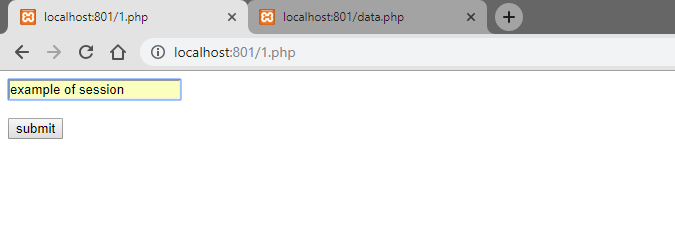 localhost:801/1.php
localhost:801/data.php
localhost:801/1.php
example of session
submit